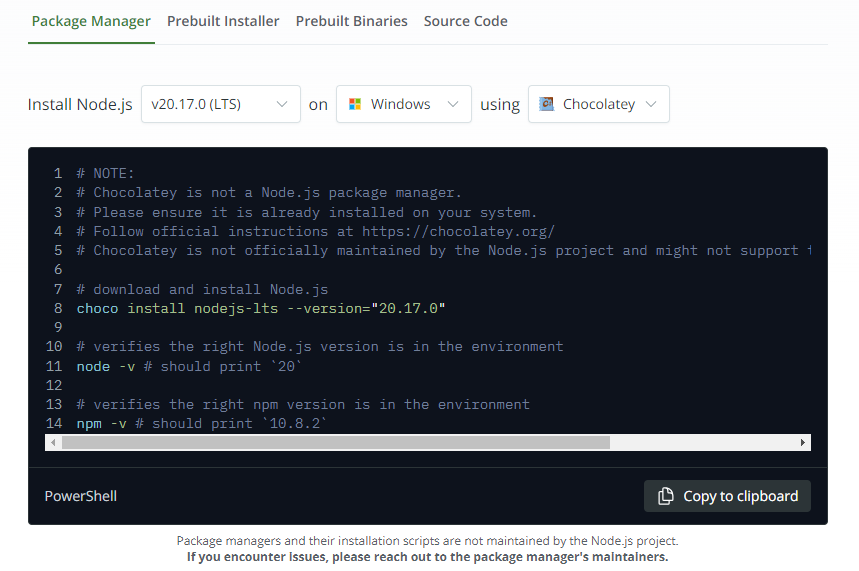 Package Manager Prebuilt Installer Prebuilt Binaries Source Code
Install Node.js v20.17.0 (LTS) on Windows using Chocolatey
1 # NOTE:
2 # Chocolatey is not a Node.js package manager.
3 # Please ensure it is already installed on your system.
4 # Follow official instructions at https://chocolatey.org/
5 # Chocolatey is not officially maintained by the Node.js project and might not support
6
7 # download and install Node.js
8 choco install nodejs-lts --version="20.17.0"
9
10 # verifies the right Node.js version is in the environment
11 node -v # should print `20`
12
13 # verifies the right npm version is in the environment
14 npm -v # should print `10.8.2`
PowerShell Copy to clipboard
Package managers and their installation scripts are not maintained by the Node.js project.
If you encounter issues, please reach out to the package manager's maintainers.